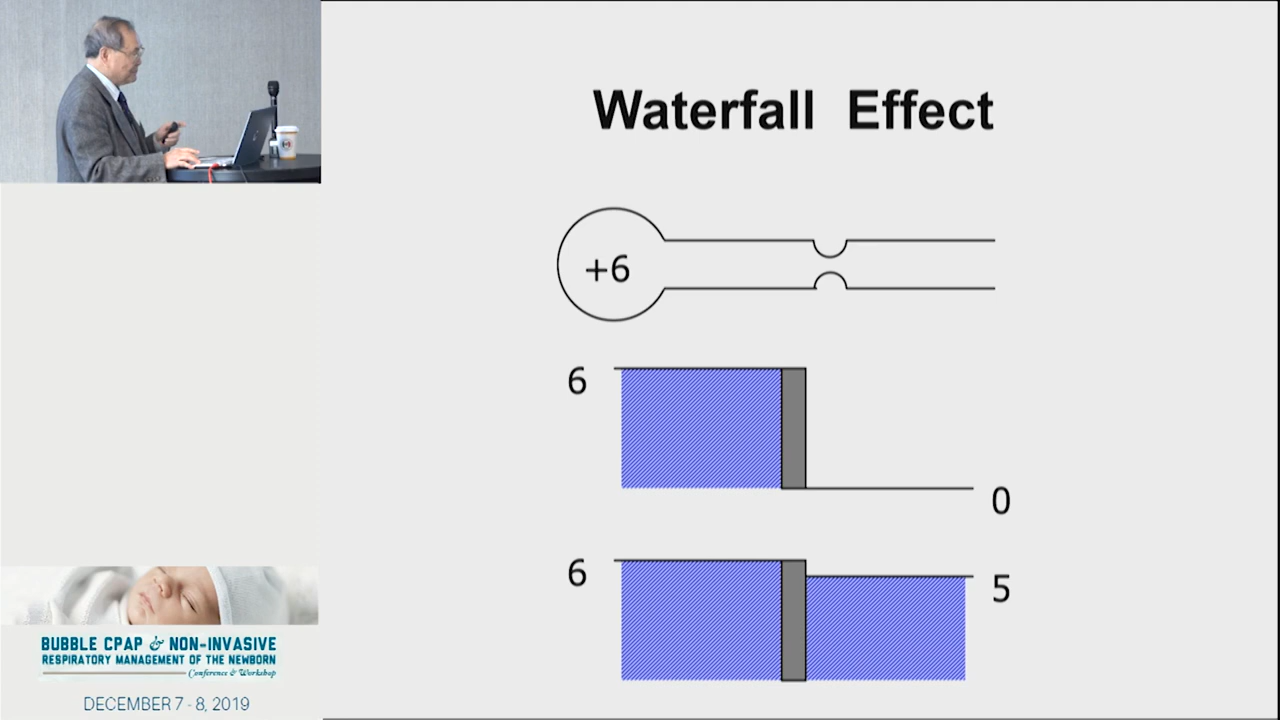 Waterfall Effect
+6
6
0
6
5
BUBBLE CPAP & NON-INVASIVE
RESPIRATORY MANAGEMENT OF THE NEWBORN
Conference & Workshop
DECEMBER 7 - 8, 2019